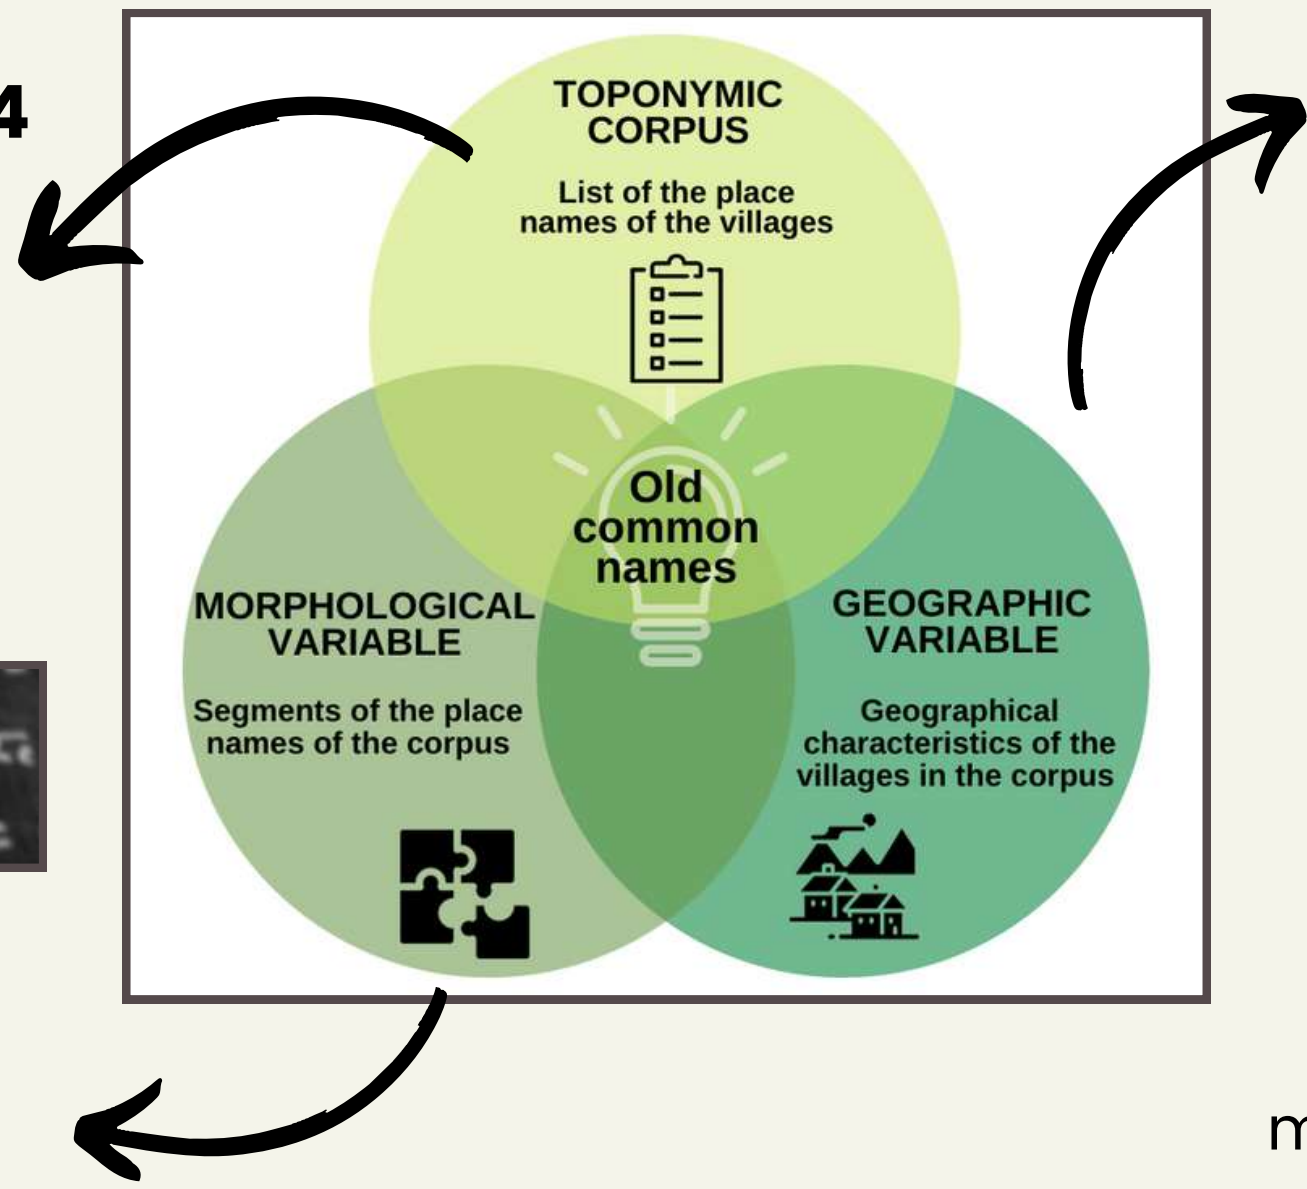 4
TOPONYMIC
CORPUS
List of the place
names of the villages
Old
common
names
MORPHOLOGICAL
VARIABLE
Segments of the place
names of the corpus
GEOGRAPHIC
VARIABLE
Geographical
characteristics of the
villages in the corpus
m